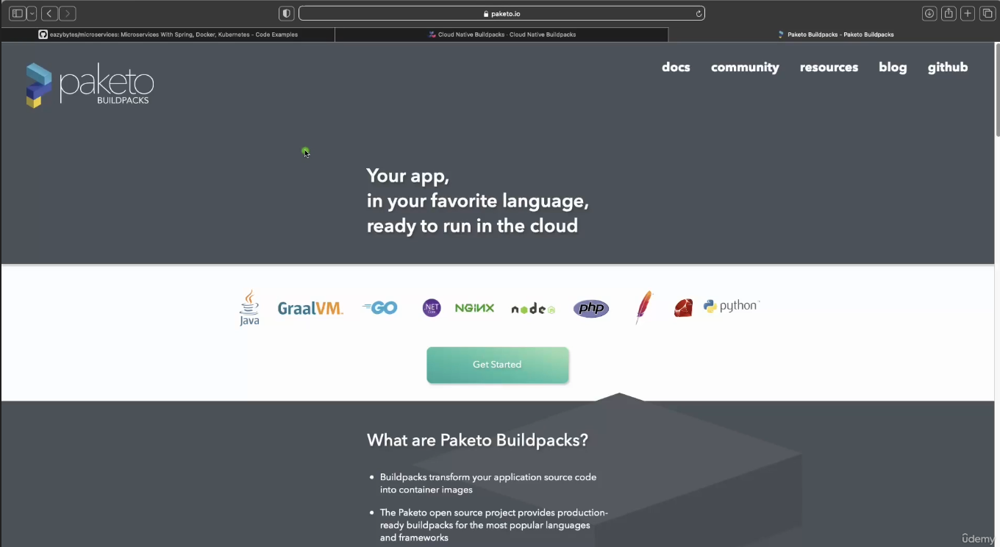 paketo.io
eazybytes/microservices: Microservices With Spring, Docker, Kubernetes - Code Examples
Cloud Native Buildpacks · Cloud Native Buildpacks
Paketo Buildpacks - Paketo Buildpacks
paketo
BUILDPACKS
docs
community
resources
blog
github
Your app,
in your favorite language,
ready to run in the cloud
Java
GraalVM.
GO
.NET
NGINX
node
php
python
Get Started
What are Paketo Buildpacks?
• Buildpacks transform your application source code
into container images
• The Paketo open source project provides production-
ready buildpacks for the most popular languages
and frameworks
udemy